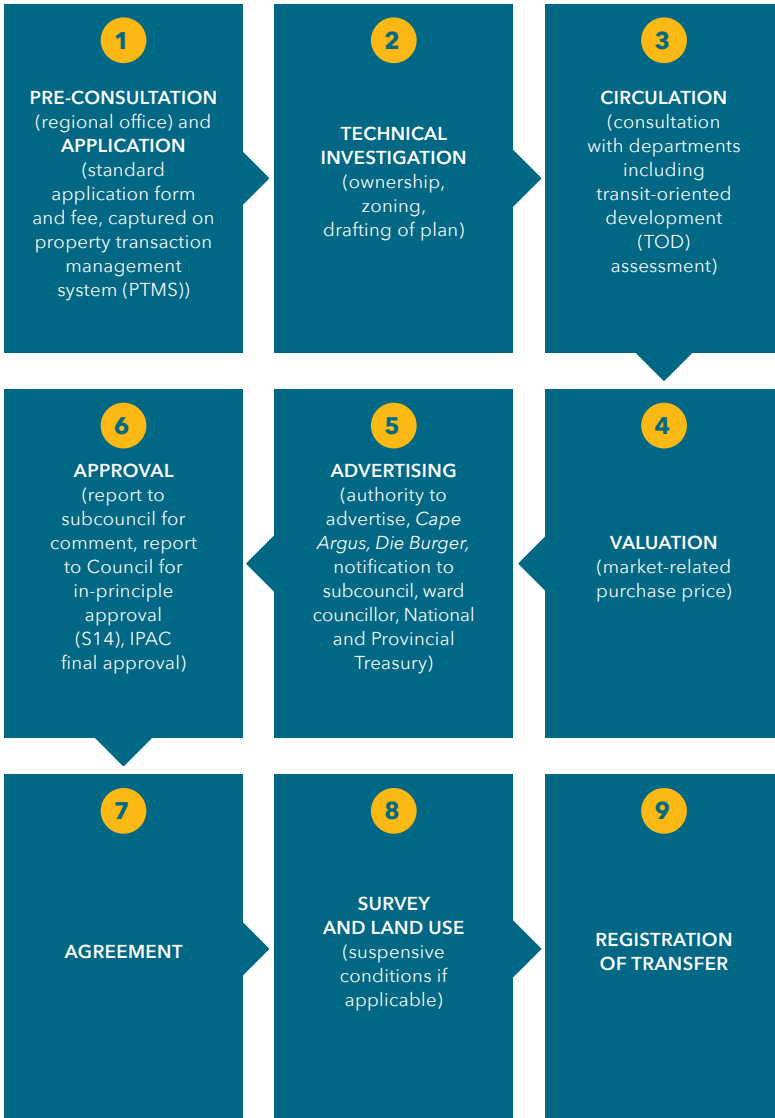 1
PRE-CONSULTATION
(regional office) and
APPLICATION
(standard
application form
and fee, captured on
property transaction
management
system (PTMS))
2
TECHNICAL
INVESTIGATION
(ownership,
zoning,
drafting of plan)
3
CIRCULATION
(consultation
with departments
including
transit-oriented
development
(TOD)
assessment)
4
VALUATION
(market-related
purchase price)
5
ADVERTISING
(authority to
advertise, Cape
Argus, Die Burger,
notification to
subcouncil, ward
councillor, National
and Provincial
Treasury)
6
APPROVAL
(report to
subcouncil for
comment, report
to Council for
in-principle
approval
(S14), IPAC
final approval)
7
AGREEMENT
8
SURVEY
AND LAND USE
(suspensive
conditions if
applicable)
9
REGISTRATION
OF TRANSFER